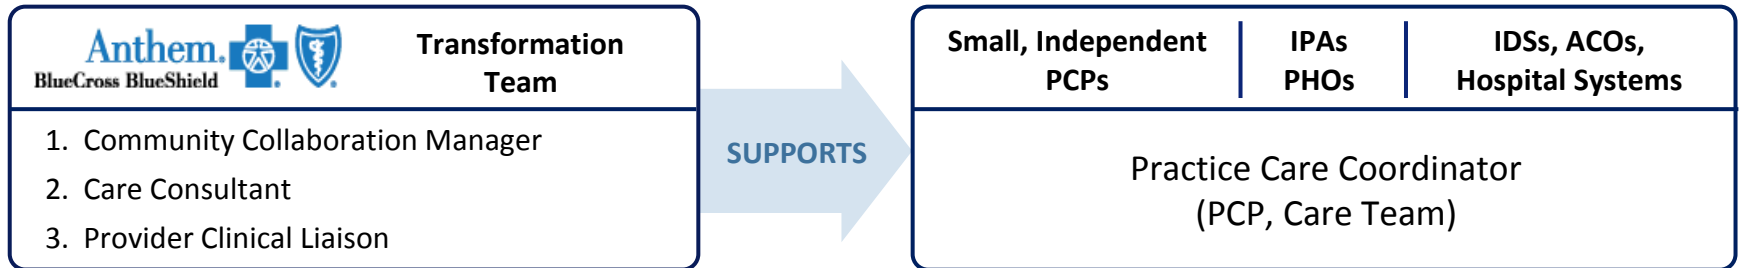 Anthem.
BlueCross BlueShield
Transformation
Team
1. Community Collaboration Manager
2. Care Consultant
3. Provider Clinical Liaison
SUPPORTS
Small, Independent
PCPs
IPAs
PHOs
IDSs, ACOs,
Hospital Systems
Practice Care Coordinator
(PCP, Care Team)